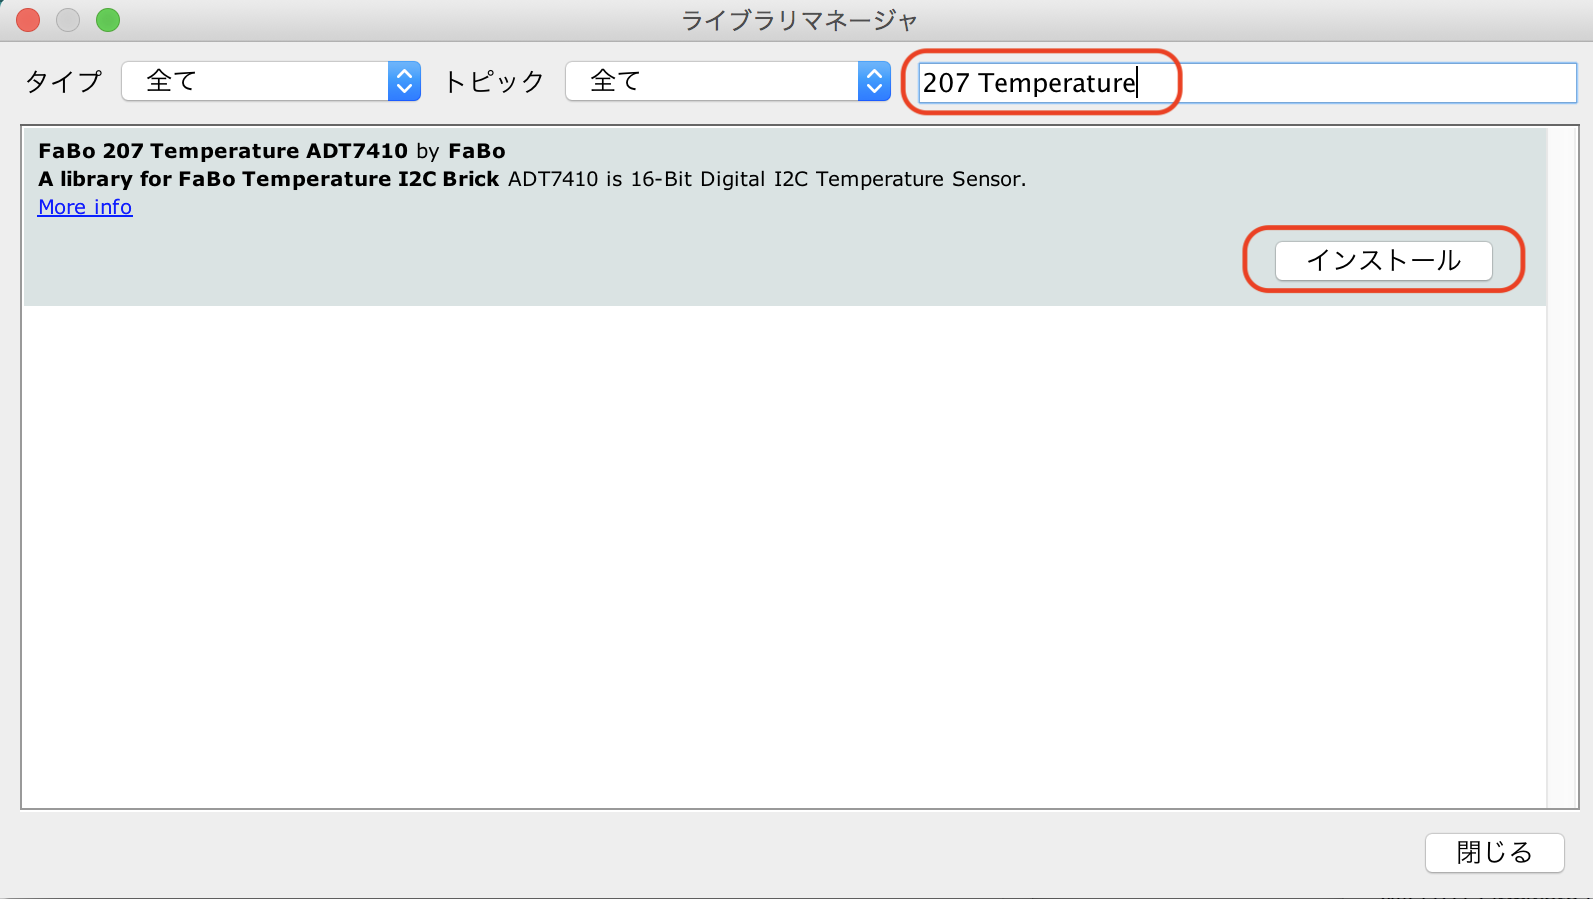 ライブラリマネージャ
タイプ 全て トピック 全て 207 Temperature
FaBo 207 Temperature ADT7410 by FaBo
A library for FaBo Temperature I2C Brick ADT7410 is 16-Bit Digital I2C Temperature Sensor.
More info
インストール
閉じる